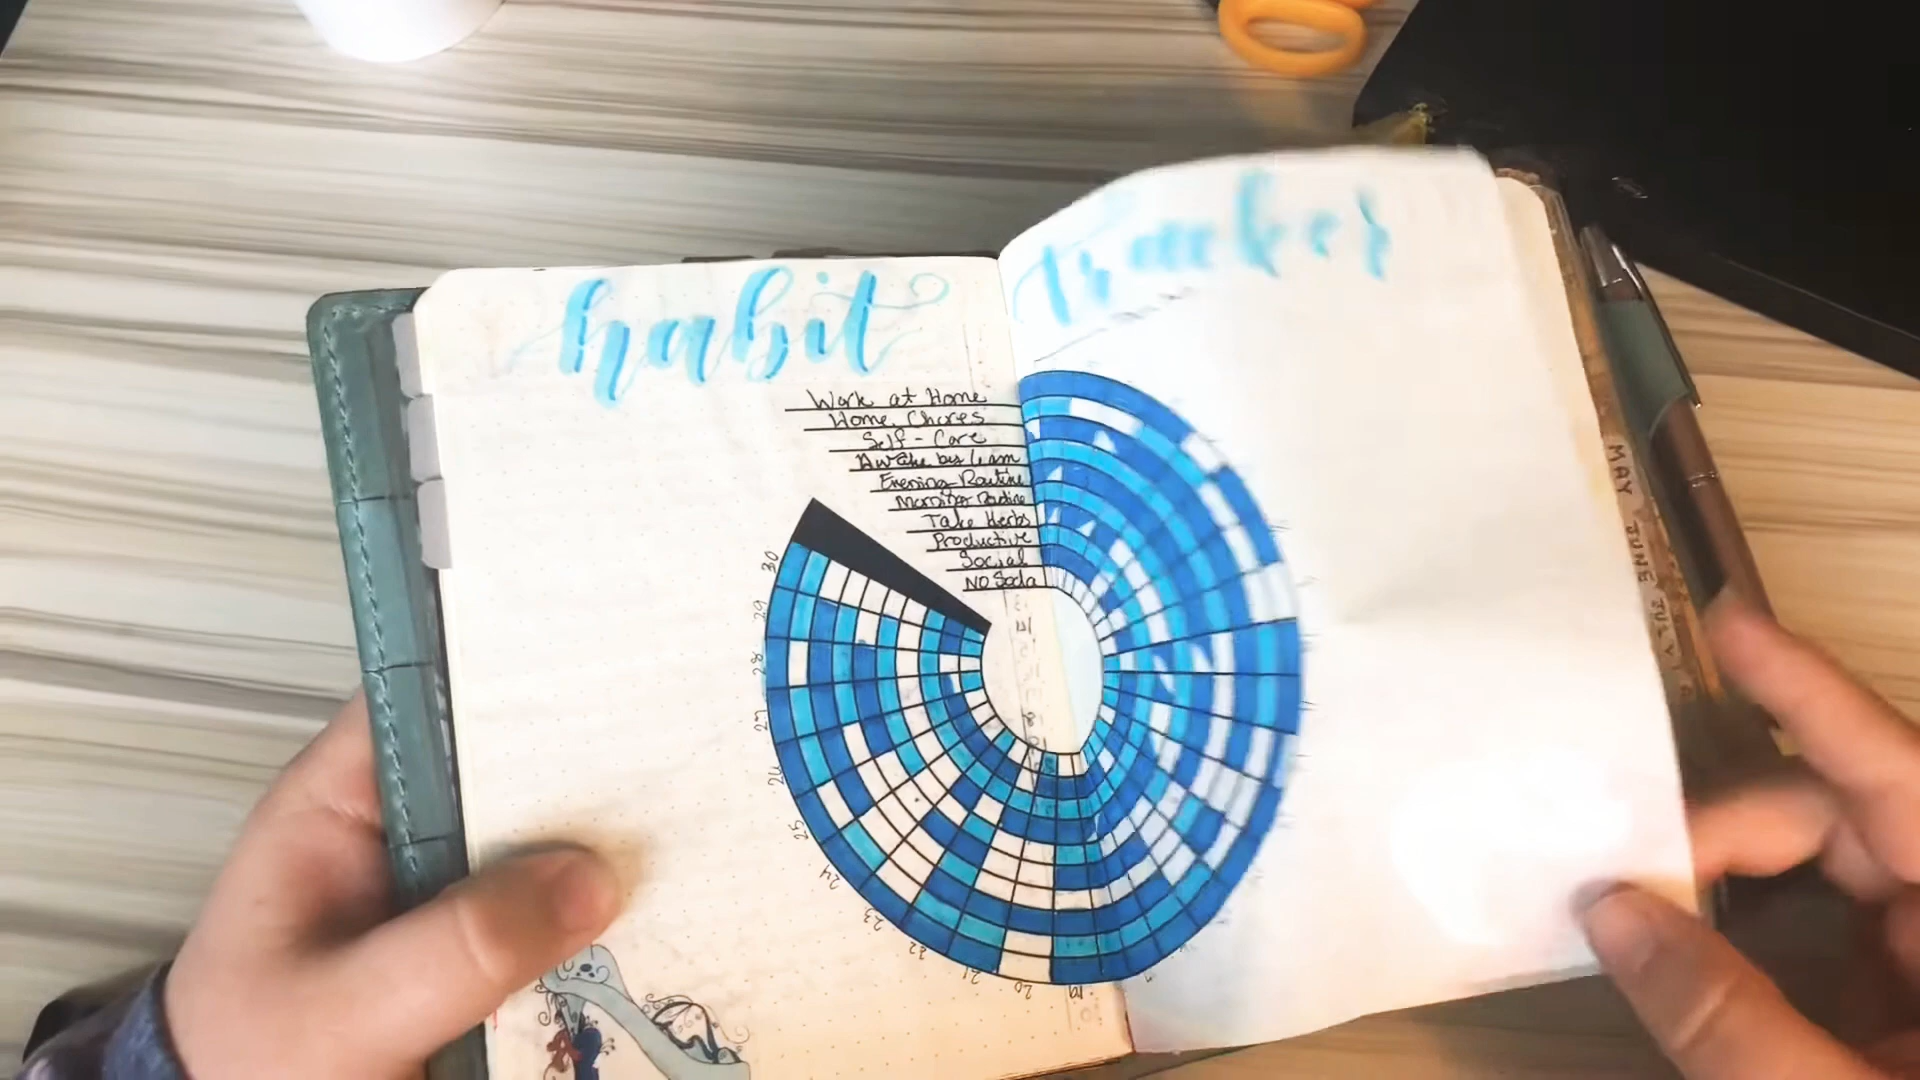 habit tracker
Work at Home
Home Chores
Self-Care
Awake by 6am
Evening Routine
Morning Routine
Take Herbs
Productive
Social
No Soda
30
29
28
27
26
25
24
23
22
21
20
19
MAY
JUNE
JULY